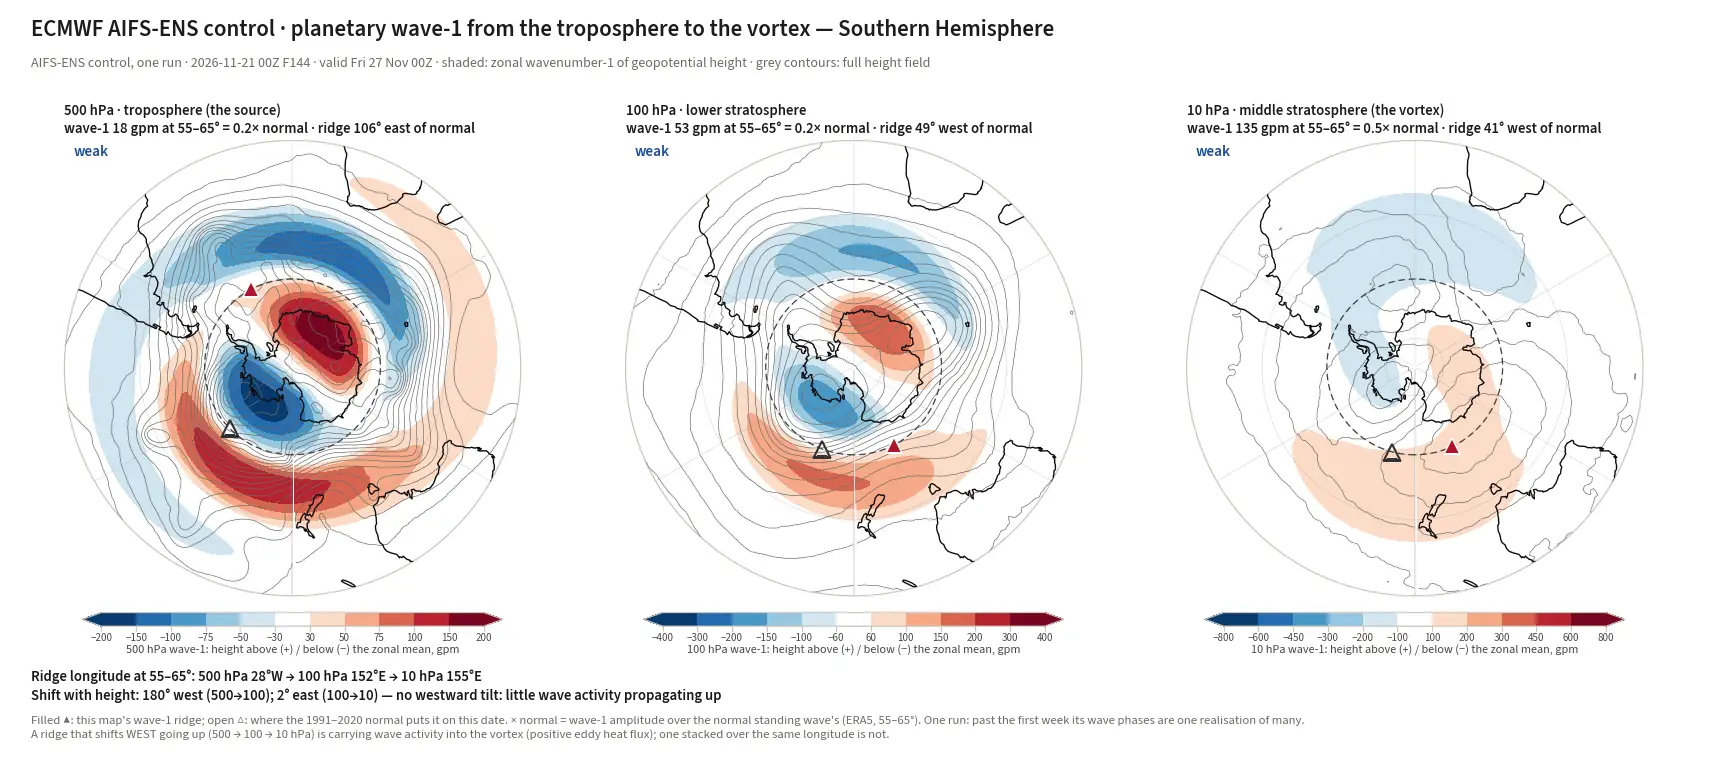 ECMWF AIFS-ENS control · planetary wave-1 from the troposphere to the vortex — Southern Hemisphere
AIFS-ENS control, one run · 2026-11-21 00Z F144 · valid Fri 27 Nov 00Z · shaded: zonal wavenumber-1 of geopotential height · grey contours: full height field
500 hPa · troposphere (the source)
wave-1 18 gpm at 55–65° = 0.2× normal · ridge 106° east of normal
weak
100 hPa · lower stratosphere
wave-1 53 gpm at 55–65° = 0.2× normal · ridge 49° west of normal
weak
10 hPa · middle stratosphere (the vortex)
wave-1 135 gpm at 55–65° = 0.5× normal · ridge 41° west of normal
weak
−200 −150 −100 −75 −50 −30 30 50 75 100 150 200
500 hPa wave-1: height above (+) / below (−) the zonal mean, gpm
−400 −300 −200 −150 −100 −60 60 100 150 200 300 400
100 hPa wave-1: height above (+) / below (−) the zonal mean, gpm
−800 −600 −450 −300 −200 −100 100 200 300 450 600 800
10 hPa wave-1: height above (+) / below (−) the zonal mean, gpm
Ridge longitude at 55–65°: 500 hPa 28°W → 100 hPa 152°E → 10 hPa 155°E
Shift with height: 180° west (500→100); 2° east (100→10) — no westward tilt: little wave activity propagating up
Filled ▲: this map's wave-1 ridge; open △: where the 1991–2020 normal puts it on this date. × normal = wave-1 amplitude over the normal standing wave's (ERA5, 55–65°). One run: past the first week its wave phases are one realisation of many.
A ridge that shifts WEST going up (500 → 100 → 10 hPa) is carrying wave activity into the vortex (positive eddy heat flux); one stacked over the same longitude is not.